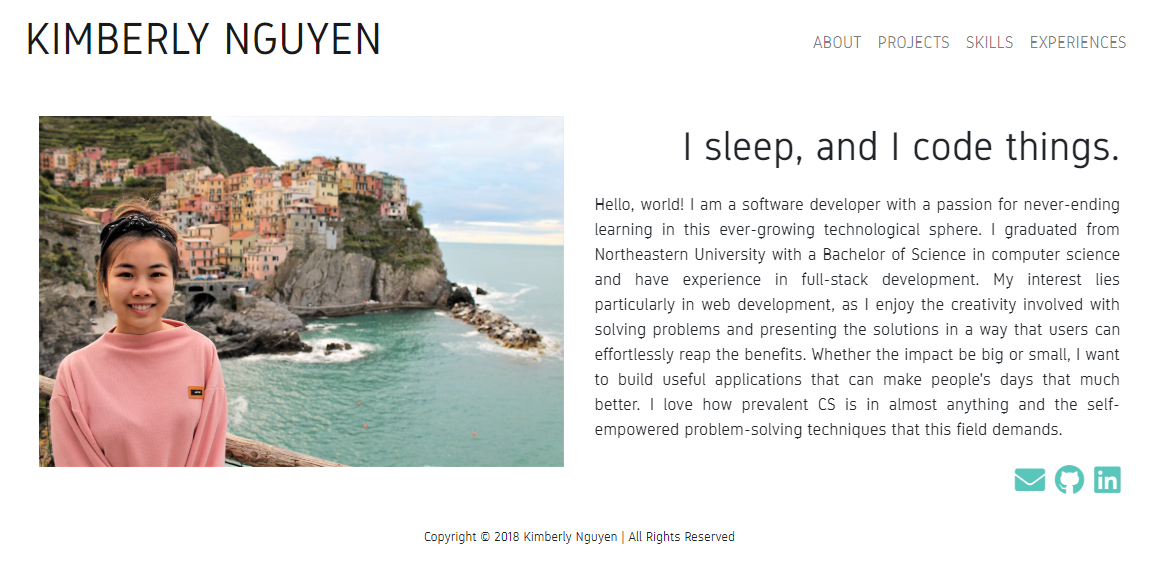 KIMBERLY NGUYEN
ABOUT PROJECTS SKILLS EXPERIENCES
I sleep, and I code things.
Hello, world! I am a software developer with a passion for never-ending
learning in this ever-growing technological sphere. I graduated from
Northeastern University with a Bachelor of Science in computer science
and have experience in full-stack development. My interest lies
particularly in web development, as I enjoy the creativity involved with
solving problems and presenting the solutions in a way that users can
effortlessly reap the benefits. Whether the impact be big or small, I want
to build useful applications that can make people's days that much
better. I love how prevalent CS is in almost anything and the self-
empowered problem-solving techniques that this field demands.
in
Copyright © 2018 Kimberly Nguyen | All Rights Reserved